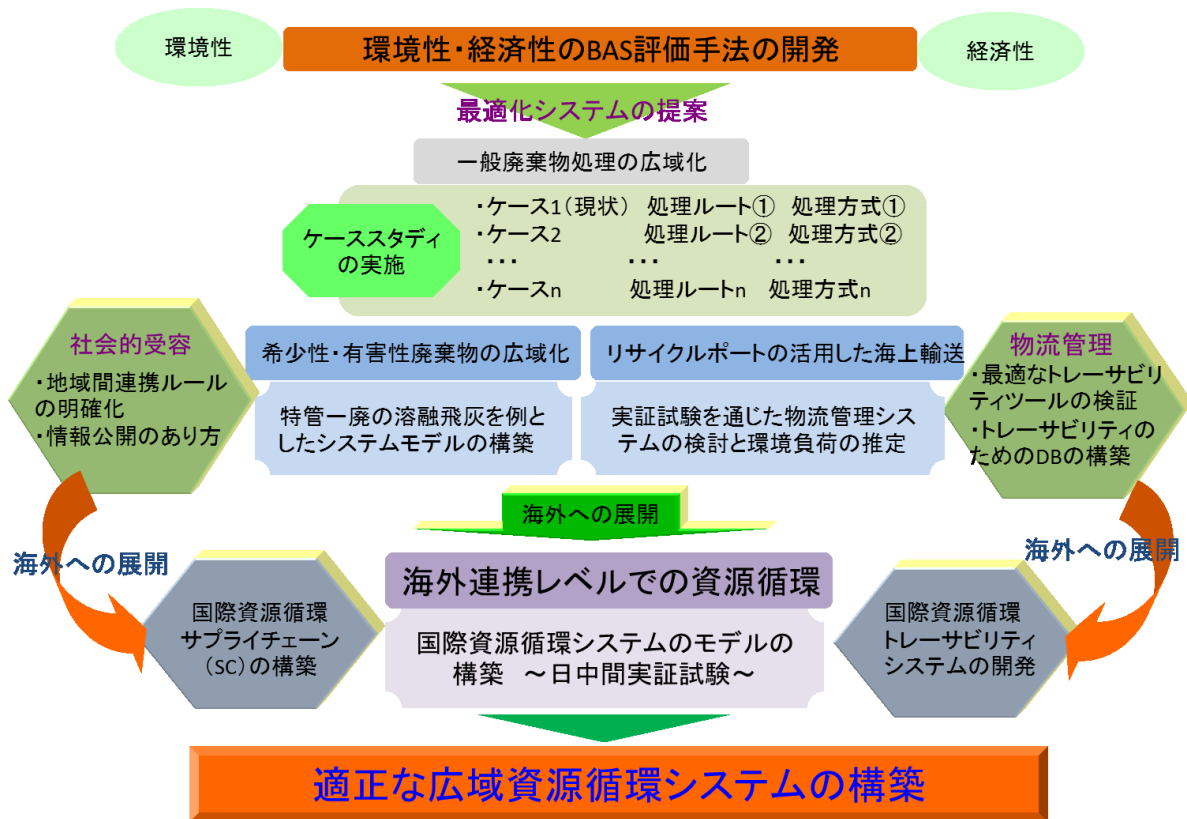 環境性
環境性・経済性のBAS評価手法の開発
経済性
最適化システムの提案
一般廃棄物処理の広域化
ケーススタディ
の実施
・ケース1(現状) 処理ルート① 処理方式①
・ケース2 処理ルート② 処理方式②
・・・ ・・・ ・・・
・ケースn 処理ルートn 処理方式n
社会的受容
・地域間連携ルール
の明確化
・情報公開のあり方
希少性・有害性廃棄物の広域化
特管一廃の溶融飛灰を例と
したシステムモデルの構築
リサイクルポートの活用した海上輸送
実証試験を通じた物流管理シス
テムの検討と環境負荷の推定
物流管理
・最適なトレーサビリ
ティツールの検証
・トレーサビリティの
ためのDBの構築
海外への展開
海外への展開
海外への展開
国際資源循環
サプライチェーン
(SC)の構築
海外連携レベルでの資源循環
国際資源循環システムのモデルの
構築 ～日中間実証試験～
国際資源循環
トレーサビリティ
システムの開発
適正な広域資源循環システムの構築